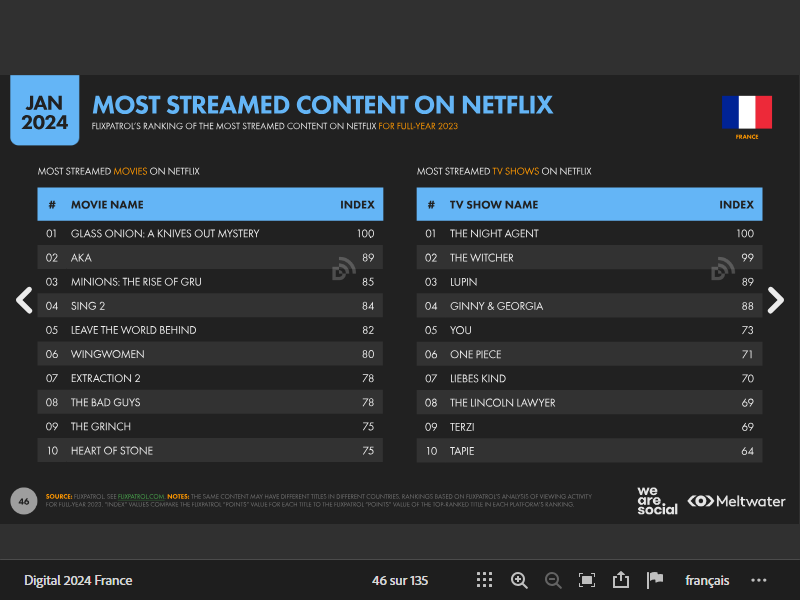 JAN
2024
MOST STREAMED CONTENT ON NETFLIX
FLIXPATROL'S RANKING OF THE MOST STREAMED CONTENT ON NETFLIX FOR FULL-YEAR 2023
FRANCE
MOST STREAMED MOVIES ON NETFLIX
# MOVIE NAME INDEX
01 GLASS ONION: A KNIVES OUT MYSTERY 100
02 AKA 89
03 MINIONS: THE RISE OF GRU 85
04 SING 2 84
05 LEAVE THE WORLD BEHIND 82
06 WINGWOMEN 80
07 EXTRACTION 2 78
08 THE BAD GUYS 78
09 THE GRINCH 75
10 HEART OF STONE 75
MOST STREAMED TV SHOWS ON NETFLIX
# TV SHOW NAME INDEX
01 THE NIGHT AGENT 100
02 THE WITCHER 99
03 LUPIN 89
04 GINNY & GEORGIA 88
05 YOU 73
06 ONE PIECE 71
07 LIEBES KIND 70
08 THE LINCOLN LAWYER 69
09 TERZI 69
10 TAPIE 64
46
SOURCE: FLIXPATROL. SEE FLIXPATROL.COM. NOTES: THE SAME CONTENT MAY HAVE DIFFERENT TITLES IN DIFFERENT COUNTRIES. RANKINGS BASED ON FLIXPATROL'S ANALYSIS OF VIEWING ACTIVITY
FOR FULL-YEAR 2023. "INDEX" VALUES COMPARE THE FLIXPATROL "POINTS" VALUE FOR EACH TITLE TO THE FLIXPATROL "POINTS" VALUE OF THE TOP-RANKED TITLE IN EACH PLATFORM'S RANKING.
we
are
social
Meltwater
Digital 2024 France
46 sur 135
français